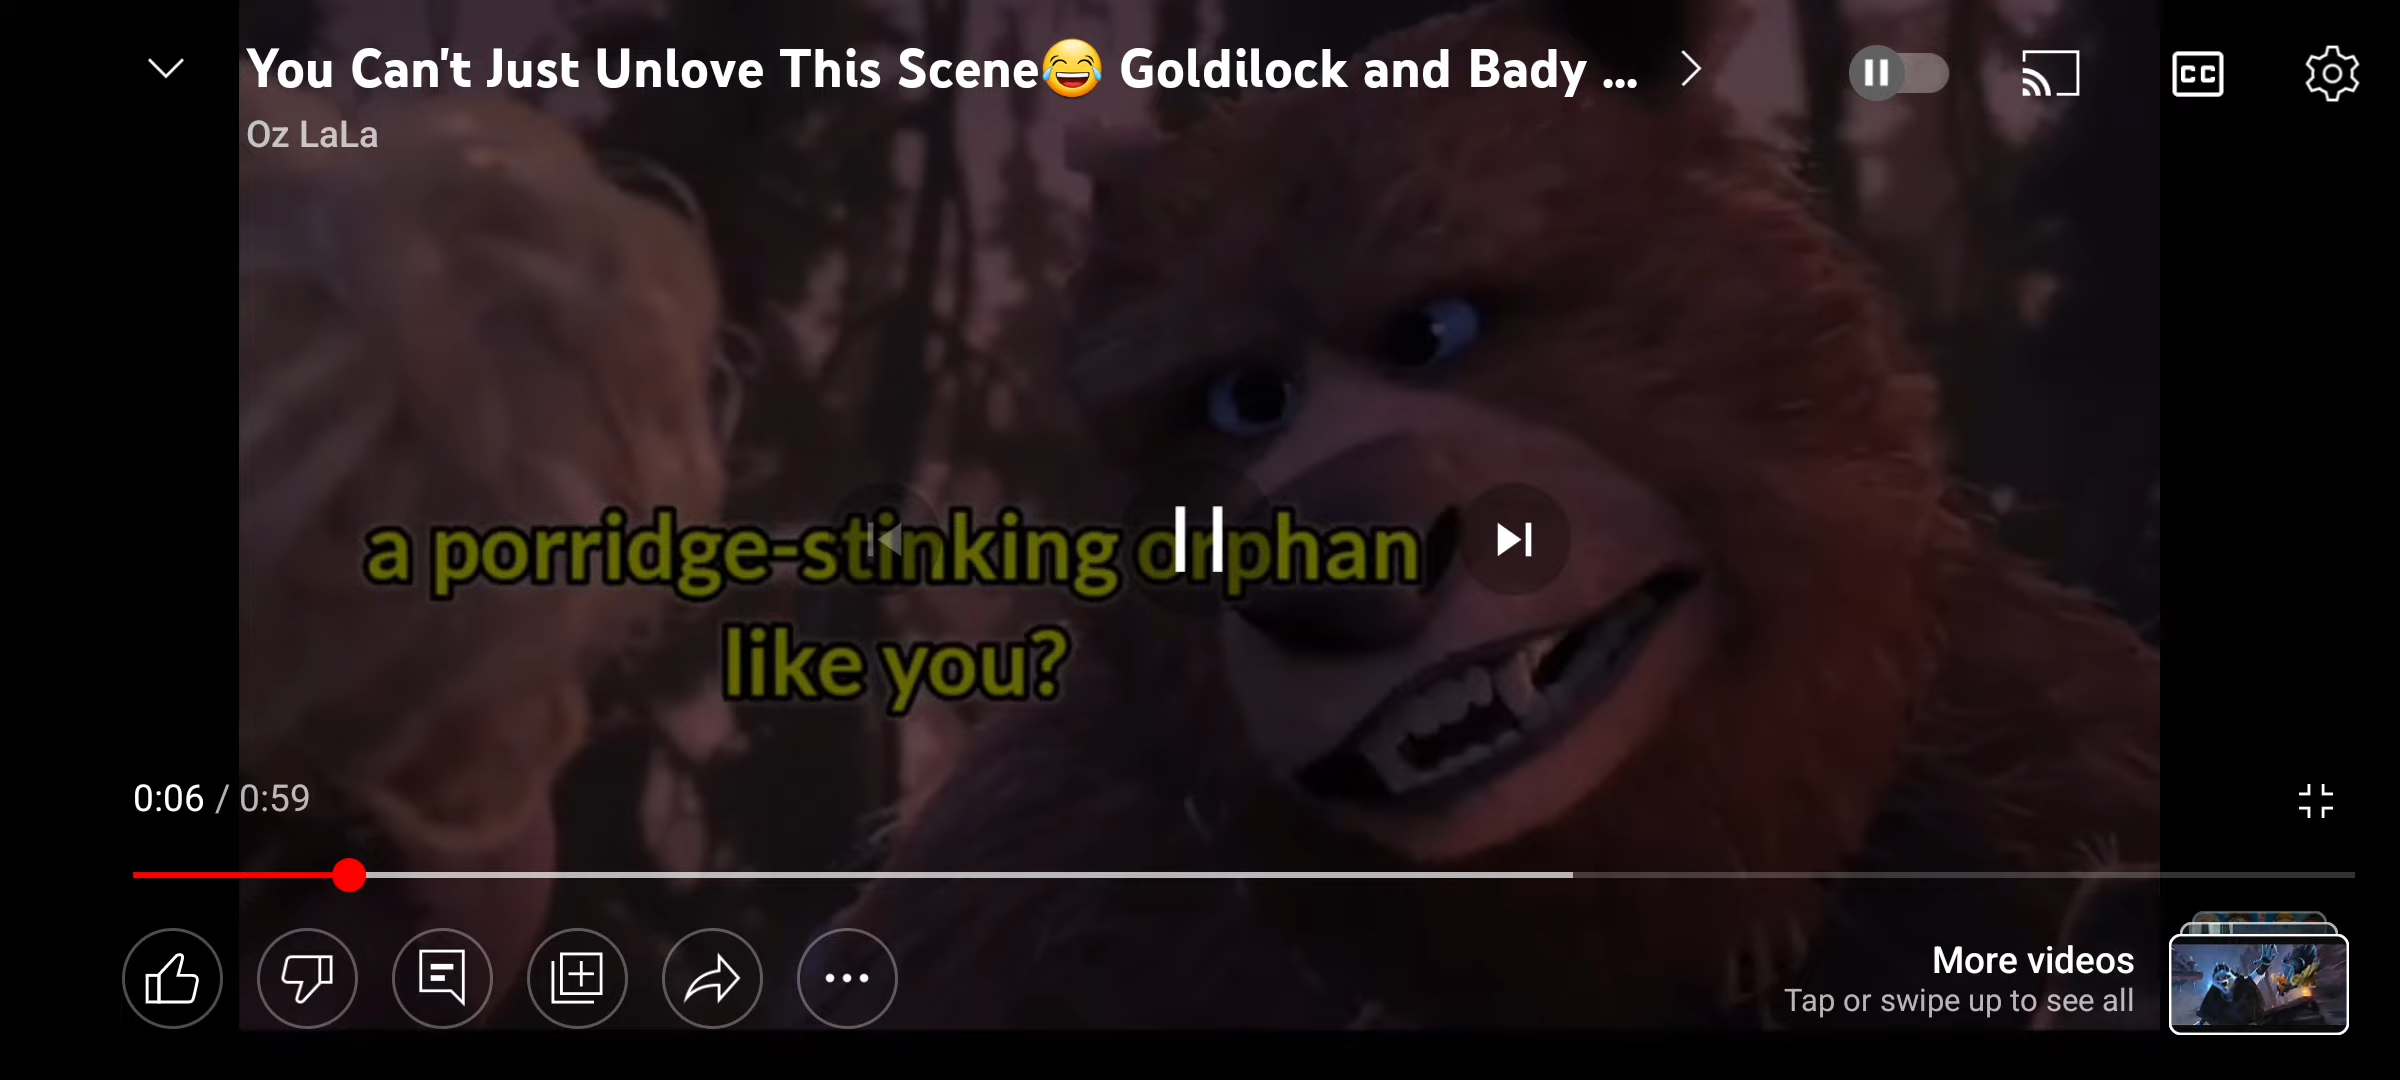 You Can't Just Unlove This Scene😂 Goldilock and Bady ...
Oz LaLa
CC
a porridge-stinking orphan
like you?
0:06 / 0:59
More videos
Tap or swipe up to see all